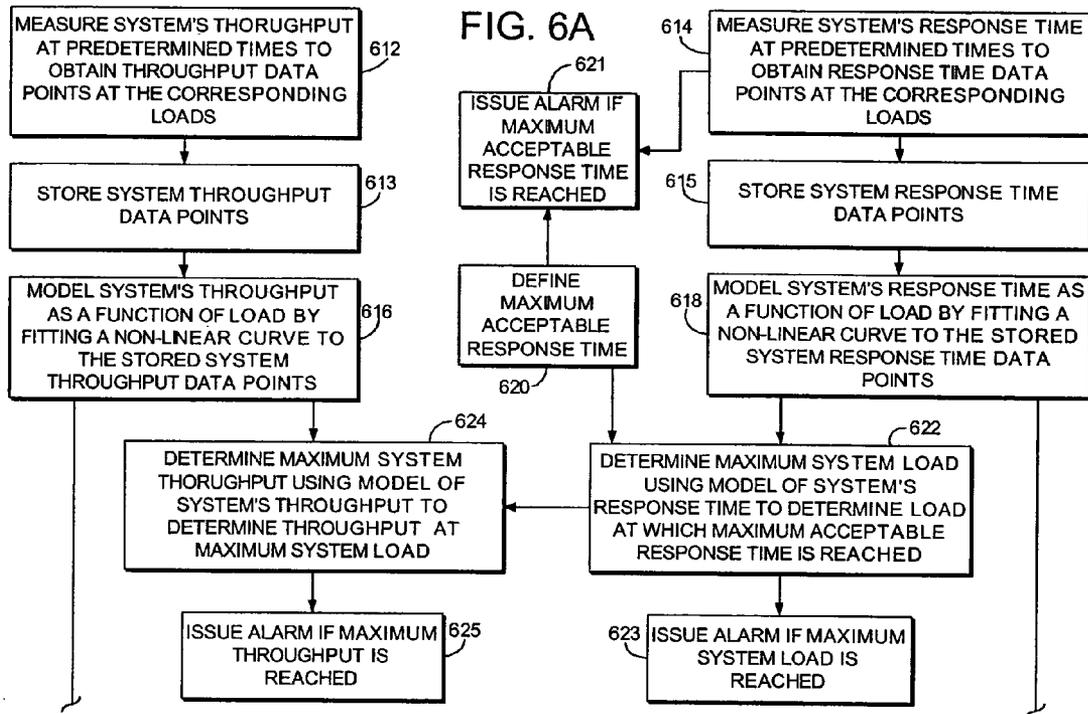 FIG. 6A
MEASURE SYSTEM'S THORUGHPUT
AT PREDETERMINED TIMES TO
OBTAIN THROUGHPUT DATA
POINTS AT THE CORRESPONDING
LOADS
612
621
ISSUE ALARM IF
MAXIMUM
ACCEPTABLE
RESPONSE TIME
IS REACHED
614
MEASURE SYSTEM'S RESPONSE TIME
AT PREDETERMINED TIMES TO
OBTAIN RESPONSE TIME DATA
POINTS AT THE CORRESPONDING
LOADS
STORE SYSTEM THROUGHPUT
DATA POINTS
613
615
STORE SYSTEM RESPONSE TIME
DATA POINTS
MODEL SYSTEM'S THROUGHPUT
AS A FUNCTION OF LOAD BY
FITTING A NON-LINEAR CURVE TO
THE STORED SYSTEM
THROUGHPUT DATA POINTS
616
DEFINE
MAXIMUM
ACCEPTABLE
RESPONSE TIME
620
618
MODEL SYSTEM'S RESPONSE TIME AS
A FUNCTION OF LOAD BY FITTING A
NON-LINEAR CURVE TO THE STORED
SYSTEM RESPONSE TIME DATA
POINTS
624
DETERMINE MAXIMUM SYSTEM
THORUGHPUT USING MODEL OF
SYSTEM'S THROUGHPUT TO
DETERMINE THROUGHPUT AT
MAXIMUM SYSTEM LOAD
622
DETERMINE MAXIMUM SYSTEM LOAD
USING MODEL OF SYSTEM'S
RESPONSE TIME TO DETERMINE LOAD
AT WHICH MAXIMUM ACCEPTABLE
RESPONSE TIME IS REACHED
ISSUE ALARM IF MAXIMUM
THROUGHPUT IS
REACHED
625
623
ISSUE ALARM IF MAXIMUM
SYSTEM LOAD IS
REACHED